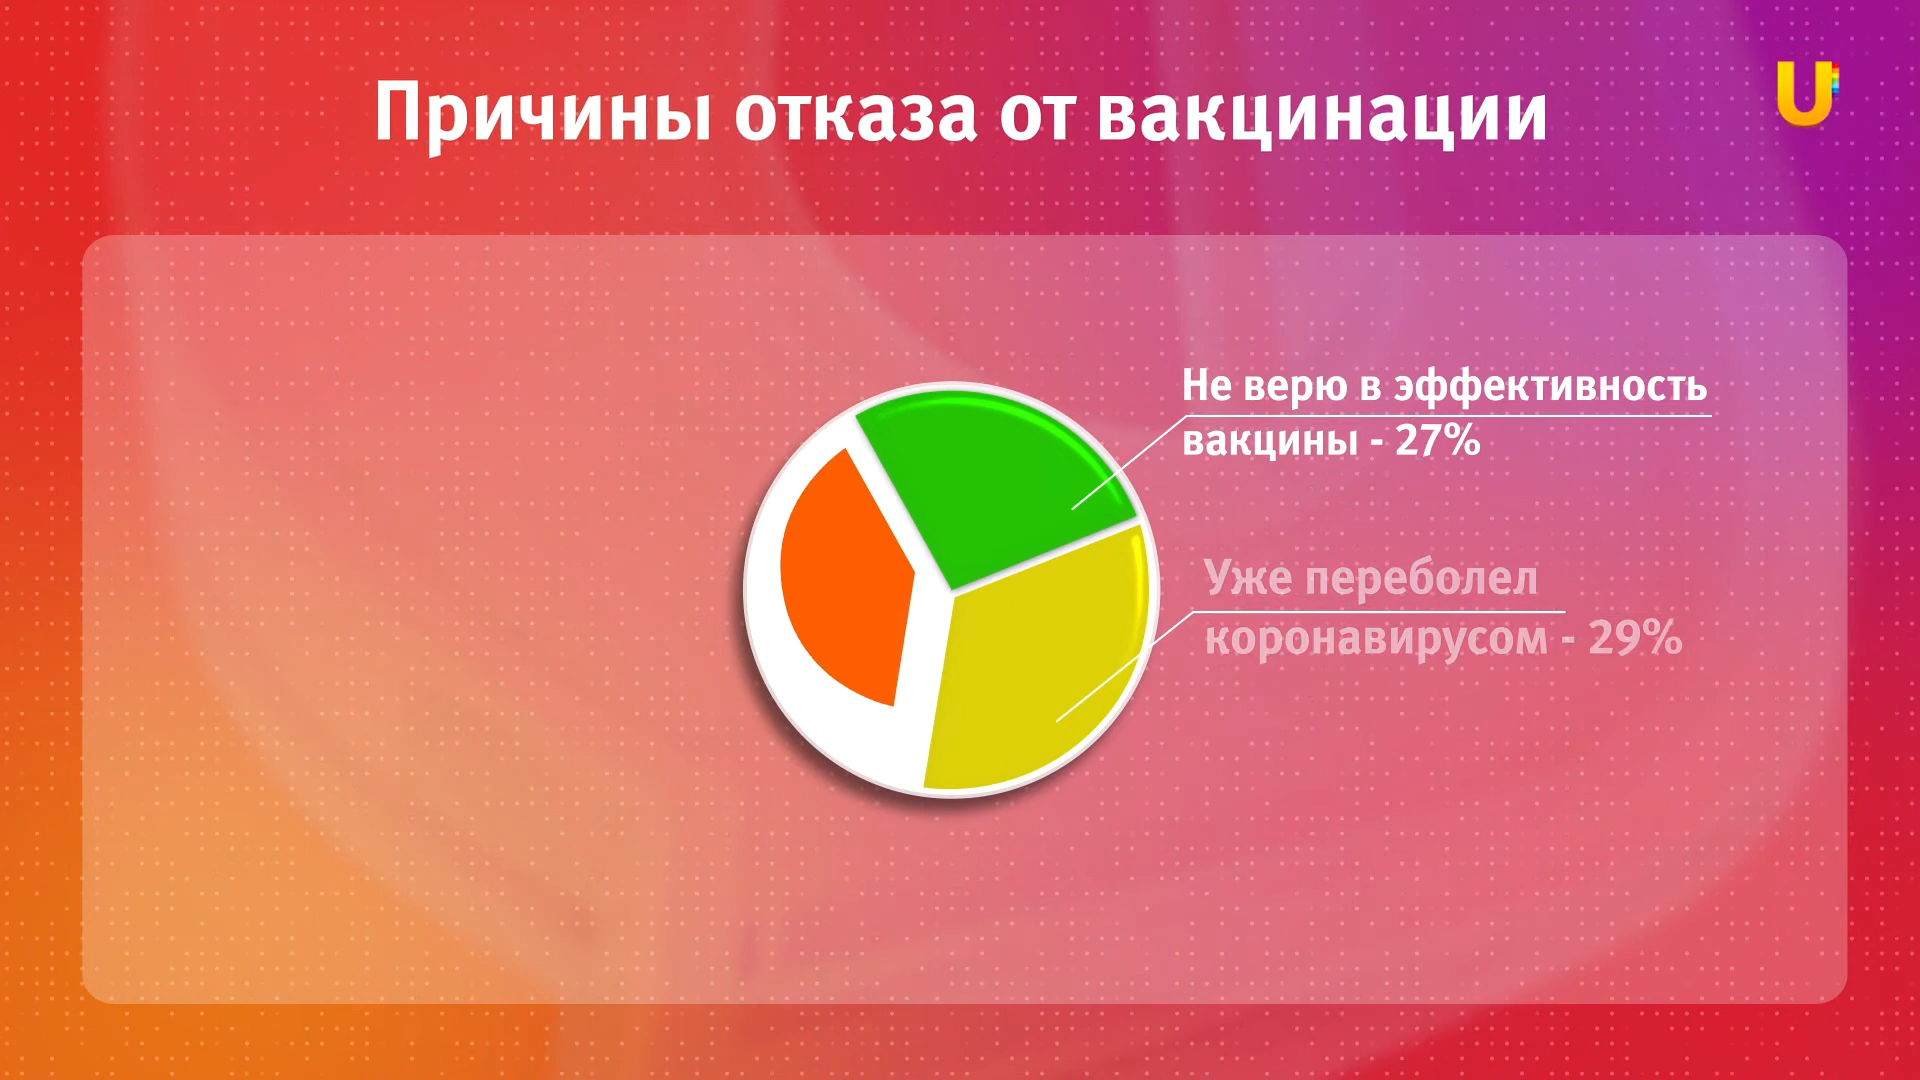 Причины отказа от вакцинации
U
Не верю в эффективность
вакцины - 27%
Уже переболел
коронавирусом - 29%